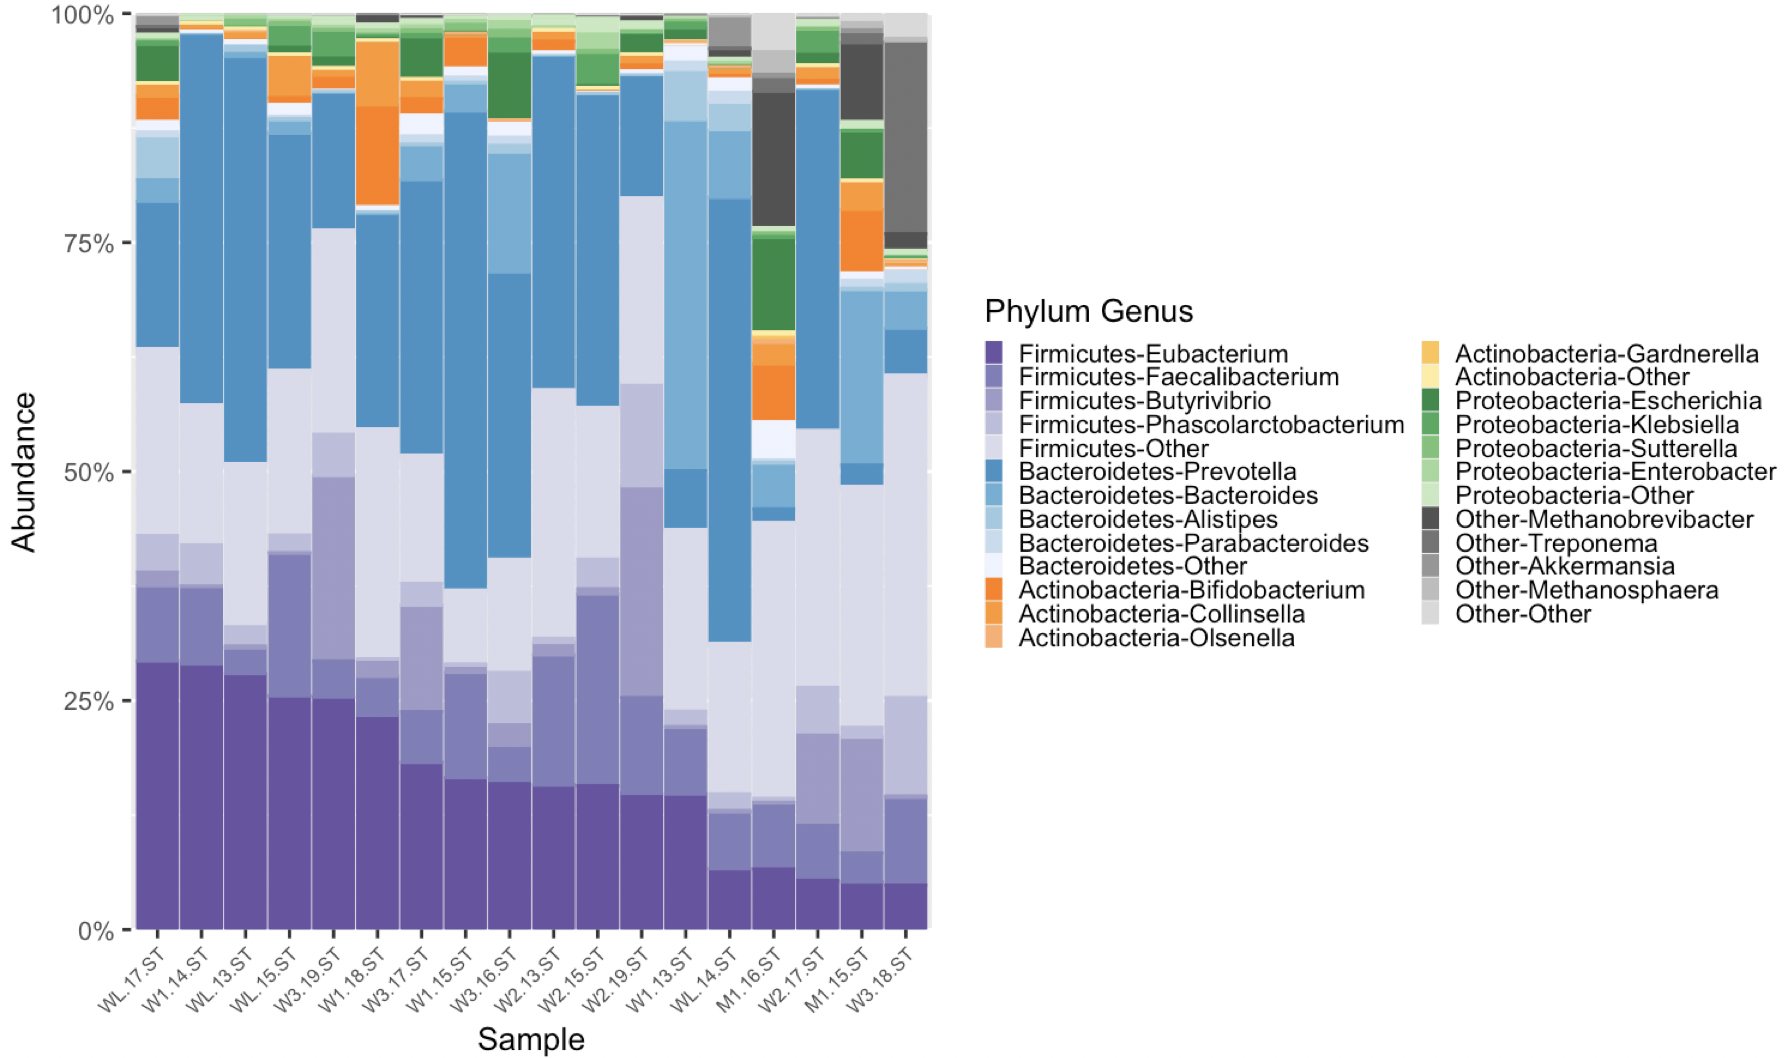 100%
75%
50%
25%
0%
Abundance
WL.17.ST
W1.14.ST
WL.13.ST
WL.15.ST
W3.19.ST
W1.18.ST
W3.17.ST
W1.15.ST
W3.16.ST
W2.13.ST
W2.15.ST
W2.19.ST
W1.13.ST
WL.14.ST
M1.16.ST
W2.17.ST
M1.15.ST
W3.18.ST
Sample
Phylum Genus
Firmicutes-Eubacterium
Firmicutes-Faecalibacterium
Firmicutes-Butyrivibrio
Firmicutes-Phascolarctobacterium
Firmicutes-Other
Bacteroidetes-Prevotella
Bacteroidetes-Bacteroides
Bacteroidetes-Alistipes
Bacteroidetes-Parabacteroides
Bacteroidetes-Other
Actinobacteria-Bifidobacterium
Actinobacteria-Collinsella
Actinobacteria-Olsenella
Actinobacteria-Gardnerella
Actinobacteria-Other
Proteobacteria-Escherichia
Proteobacteria-Klebsiella
Proteobacteria-Sutterella
Proteobacteria-Enterobacter
Proteobacteria-Other
Other-Methanobrevibacter
Other-Treponema
Other-Akkermansia
Other-Methanosphaera
Other-Other